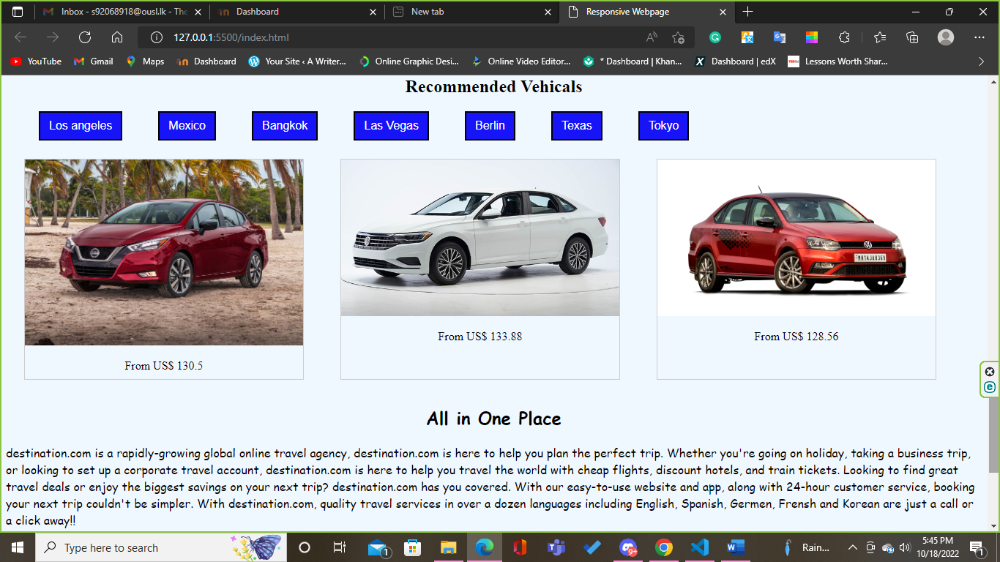 Inbox - s92068918@ousl.lk - The
Dashboard
New tab
Responsive Webpage
127.0.0.1:5500/index.html
YouTube
Gmail
Maps
Dashboard
Your Site ‹ A Writer...
Online Graphic Desi...
Online Video Editor...
* Dashboard | Khan...
Dashboard | edX
Lessons Worth Shar...
Recommended Vehicals
Los angeles
Mexico
Bangkok
Las Vegas
Berlin
Texas
Tokyo
MH14JA8369
From US$ 130.5
From US$ 133.88
From US$ 128.56
All in One Place
destination.com is a rapidly-growing global online travel agency, destination.com is here to help you plan the perfect trip. Whether you're going on holiday, taking a business trip,
or looking to set up a corporate travel account, destination.com is here to help you travel the world with cheap flights, discount hotels, and train tickets. Looking to find great
travel deals or enjoy the biggest savings on your next trip? destination.com has you covered. With our easy-to-use website and app, along with 24-hour customer service, booking
your next trip couldn't be simpler. With destination.com, quality travel services in over a dozen languages including English, Spanish, Germen, Frensh and Korean are just a call or
a click away!!
Type here to search
1
9+
Rain...
5:45 PM
10/18/2022
1